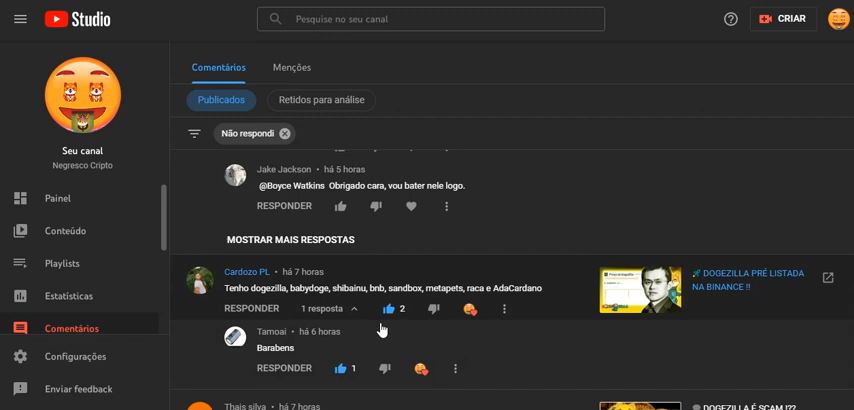 Studio
Pesquise no seu canal
CRIAR
Seu canal
Negresco Cripto
Painel
Conteúdo
Playlists
Estatísticas
Comentários
Configurações
Enviar feedback
Comentários Menções
Publicados Retidos para análise
Não respondi
Jake Jackson • há 5 horas
@Boyce Watkins Obrigado cara, vou bater nele logo.
RESPONDER
MOSTRAR MAIS RESPOSTAS
Cardozo PL • há 7 horas
Tenho dogezilla, babydoge, shibainu, bnb, sandbox, metapets, raca e AdaCardano
RESPONDER 1 resposta 2
DOGEZILLA PRÉ LISTADA
NA BINANCE !!
Tamoai • há 6 horas
Barabens
RESPONDER 1
Thais silva • há 7 horas
DOGEZILLA É SCAM !??